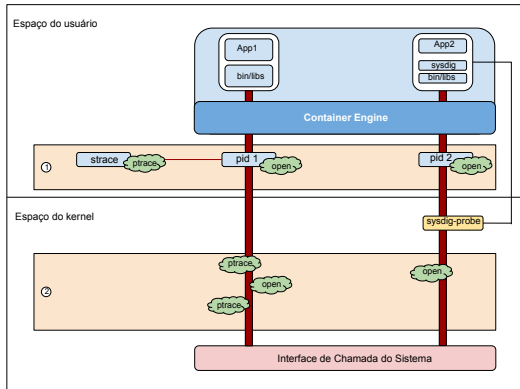 Espaço do usuário
App1
bin/libs
App2
sysdig
bin/libs
Container Engine
1
strace
ptrace
pid 1
open
pid 2
open
Espaço do kernel
sysdig-probe
2
ptrace
open
ptrace
open
Interface de Chamada do Sistema